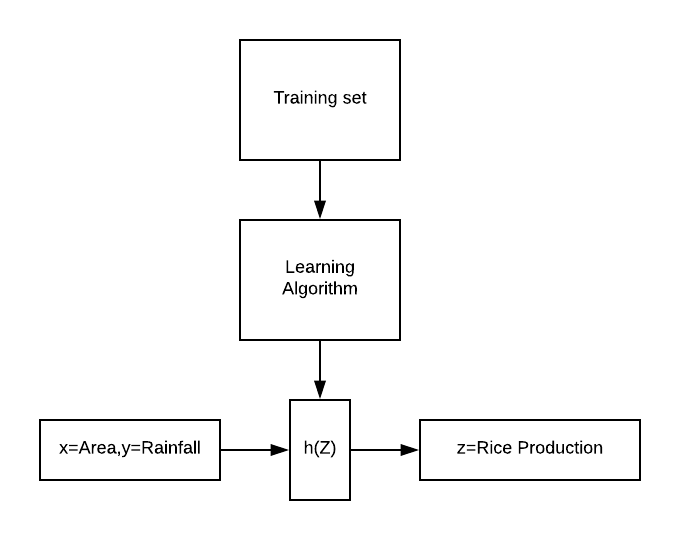 Training set
Learning
Algorithm
x=Area,y=Rainfall
h(Z)
z=Rice Production